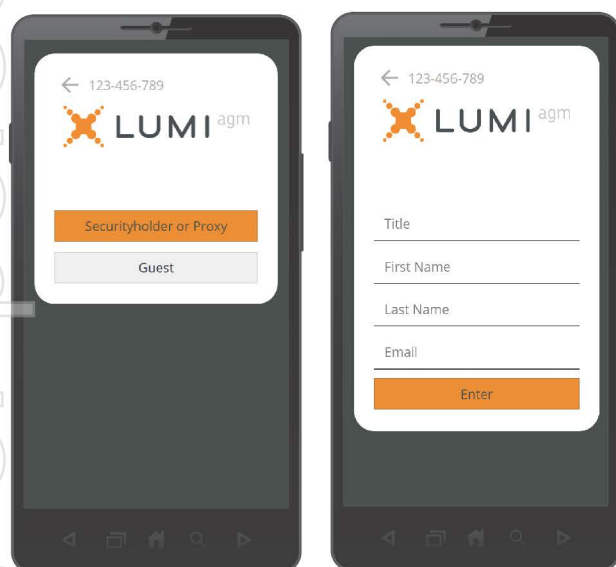 123-456-789
LUMI agm
Securityholder or Proxy
Guest
123-456-789
LUMI agm
Title
First Name
Last Name
Email
Enter